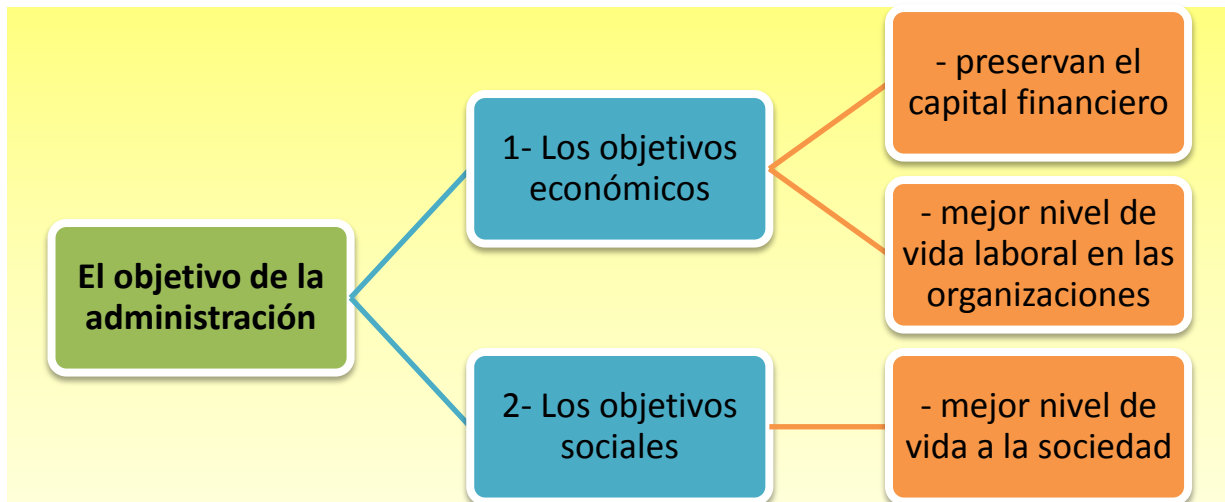 El objetivo de la
administración
1- Los objetivos
económicos
- preservan el
capital financiero
- mejor nivel de
vida laboral en las
organizaciones
2- Los objetivos
sociales
- mejor nivel de
vida a la sociedad